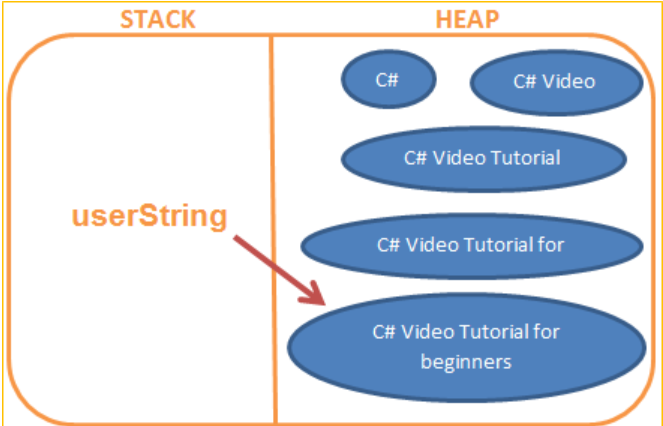 STACK
HEAP
C#
C# Video
C# Video Tutorial
userString
C# Video Tutorial for
C# Video Tutorial for
beginners